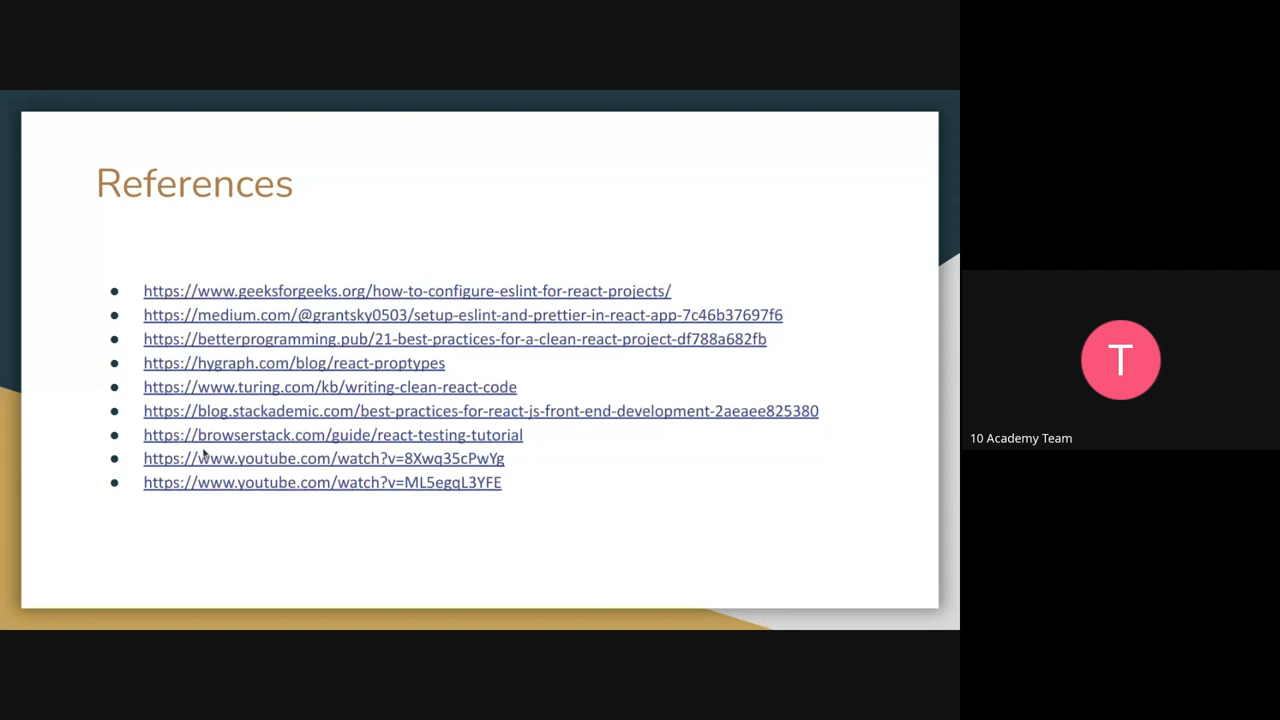 References
https://www.geeksforgeeks.org/how-to-configure-eslint-for-react-projects/
https://medium.com/@grantsky0503/setup-eslint-and-prettier-in-react-app-7c46b37697f6
https://betterprogramming.pub/21-best-practices-for-a-clean-react-project-df788a682fb
https://hygraph.com/blog/react-proptypes
https://www.turing.com/kb/writing-clean-react-code
https://blog.stackademic.com/best-practices-for-react-js-front-end-development-2aeaee825380
https://browserstack.com/guide/react-testing-tutorial
https://www.youtube.com/watch?v=8Xwq35cPwYg
https://www.youtube.com/watch?v=ML5egqL3YFE
T
10 Academy Team